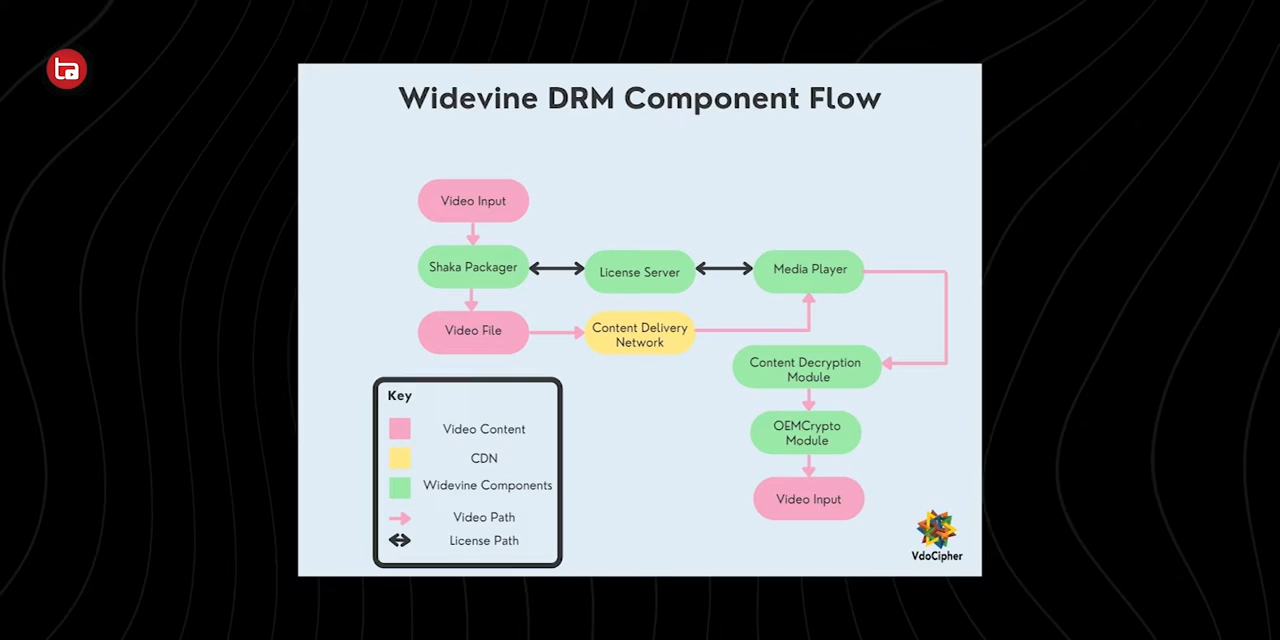 Widevine DRM Component Flow
Video Input
Shaka Packager
License Server
Media Player
Video File
Content Delivery
Network
Content Decryption
Module
OEMCrypto
Module
Video Input
Key
Video Content
CDN
Widevine Components
Video Path
License Path
VdoCipher